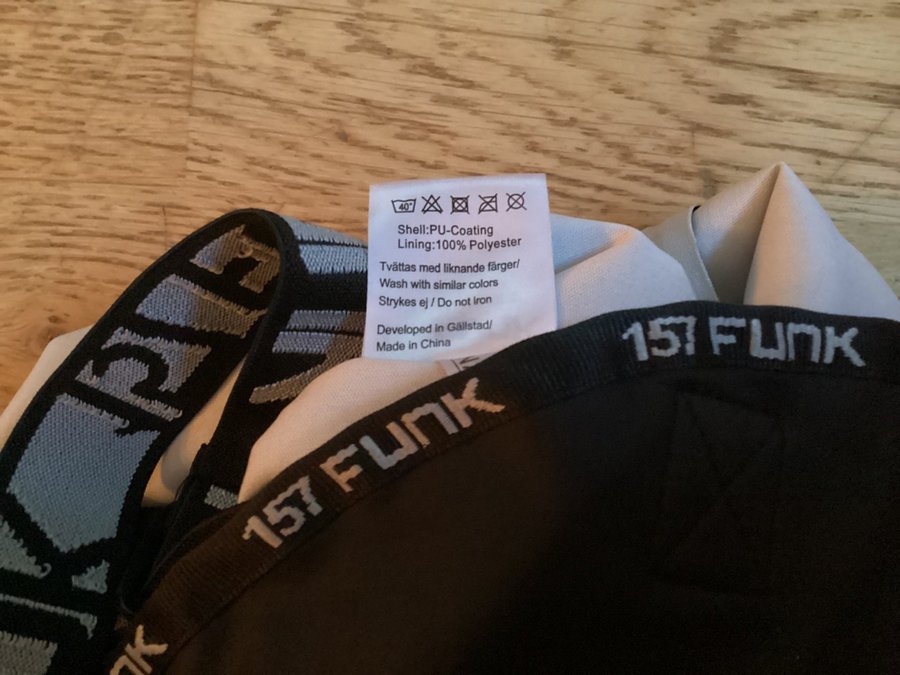 40°
Shell:PU-Coating
Lining:100% Polyester
Tvättas med liknande färger/
Wash with similar colors
Strykes ej / Do not iron
Developed in Gällstad/
Made in China
157 FUNK
157 FUNK